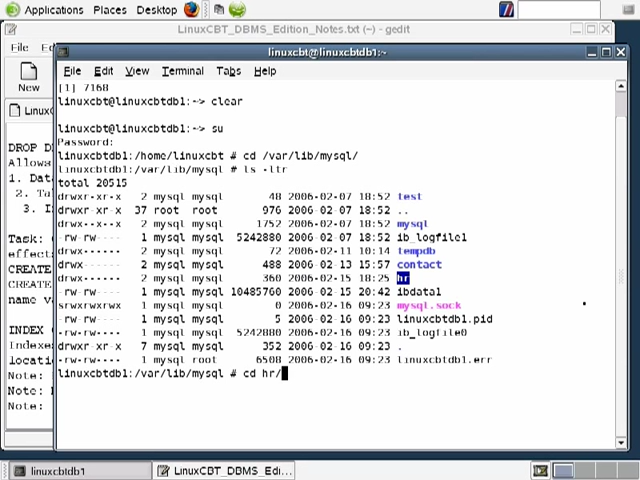 Applications Places Desktop
LinuxCBT_DBMS_Edition_Notes.txt (~) - gedit
File Ed
linuxcbt@linuxcbtdb1:~
File Edit View Terminal Tabs Help
New
LinuxC
[1] 7168
linuxcbt@linuxcbtdb1:~> clear
linuxcbt@linuxcbtdb1:~> su
Password:
linuxcbtdb1:/home/linuxcbt # cd /var/lib/mysql/
linuxcbtdb1:/var/lib/mysql # ls -ltr
total 20515
drwxr-xr-x 2 mysql mysql 48 2006-02-07 18:52 test
drwxr-xr-x 37 root root 976 2006-02-07 18:52 ..
drwx--x--x 2 mysql mysql 1752 2006-02-07 18:52 mysql
-rw-rw---- 1 mysql mysql 5242880 2006-02-07 18:52 ib_logfile1
drwx------ 2 mysql mysql 72 2006-02-11 10:14 tempdb
drwx------ 2 mysql mysql 488 2006-02-13 15:57 contact
drwx------ 2 mysql mysql 360 2006-02-15 18:25 hr
-rw-rw---- 1 mysql mysql 10485760 2006-02-15 20:42 ibdata1
srwxrwxrwx 1 mysql mysql 0 2006-02-16 09:23 mysql.sock
-rw-rw---- 1 mysql mysql 5 2006-02-16 09:23 linuxcbtdb1.pid
-rw-rw---- 1 mysql mysql 5242880 2006-02-16 09:23 ib_logfile0
drwxr-xr-x 7 mysql mysql 352 2006-02-16 09:23 .
-rw-rw---- 1 mysql root 6508 2006-02-16 09:23 linuxcbtdb1.err
linuxcbtdb1:/var/lib/mysql # cd hr/
DROP D
Allows
1. Data
2. Ta
3. I
Task:
effect
CREATE
CREATE
name va
INDEX
Indexe
locatio
Note:
Note:
Note:
linuxcbtdb1
LinuxCBT_DBMS_Edi...